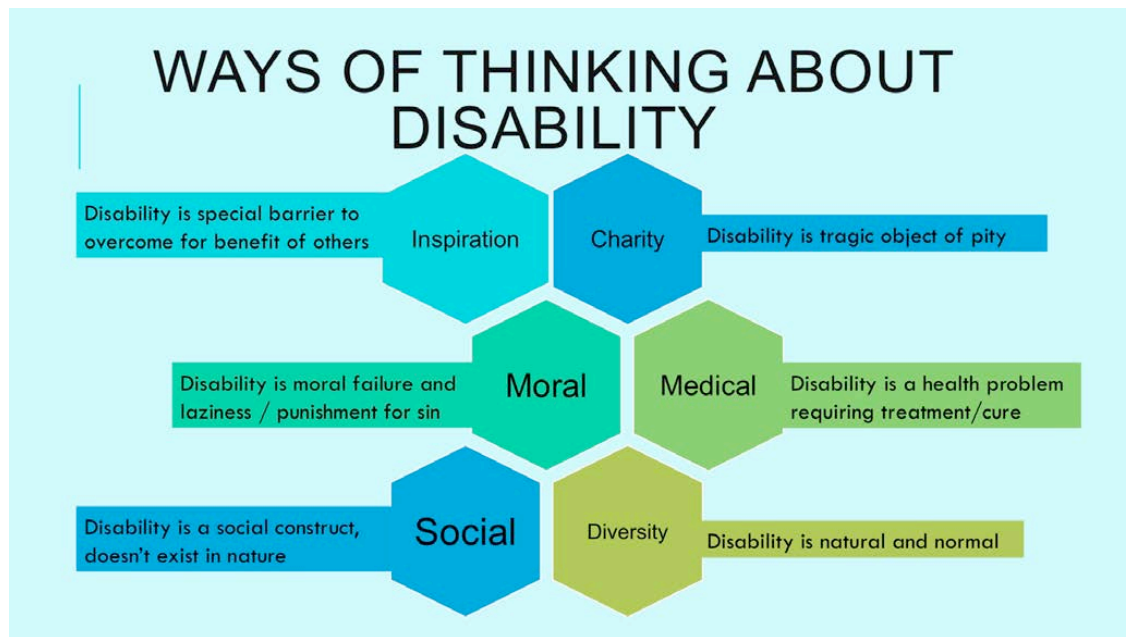 WAYS OF THINKING ABOUT
DISABILITY
Disability is special barrier to
overcome for benefit of others
Inspiration
Charity
Disability is tragic object of pity
Disability is moral failure and
laziness / punishment for sin
Moral
Medical
Disability is a health problem
requiring treatment/cure
Disability is a social construct,
doesn't exist in nature
Social
Diversity
Disability is natural and normal